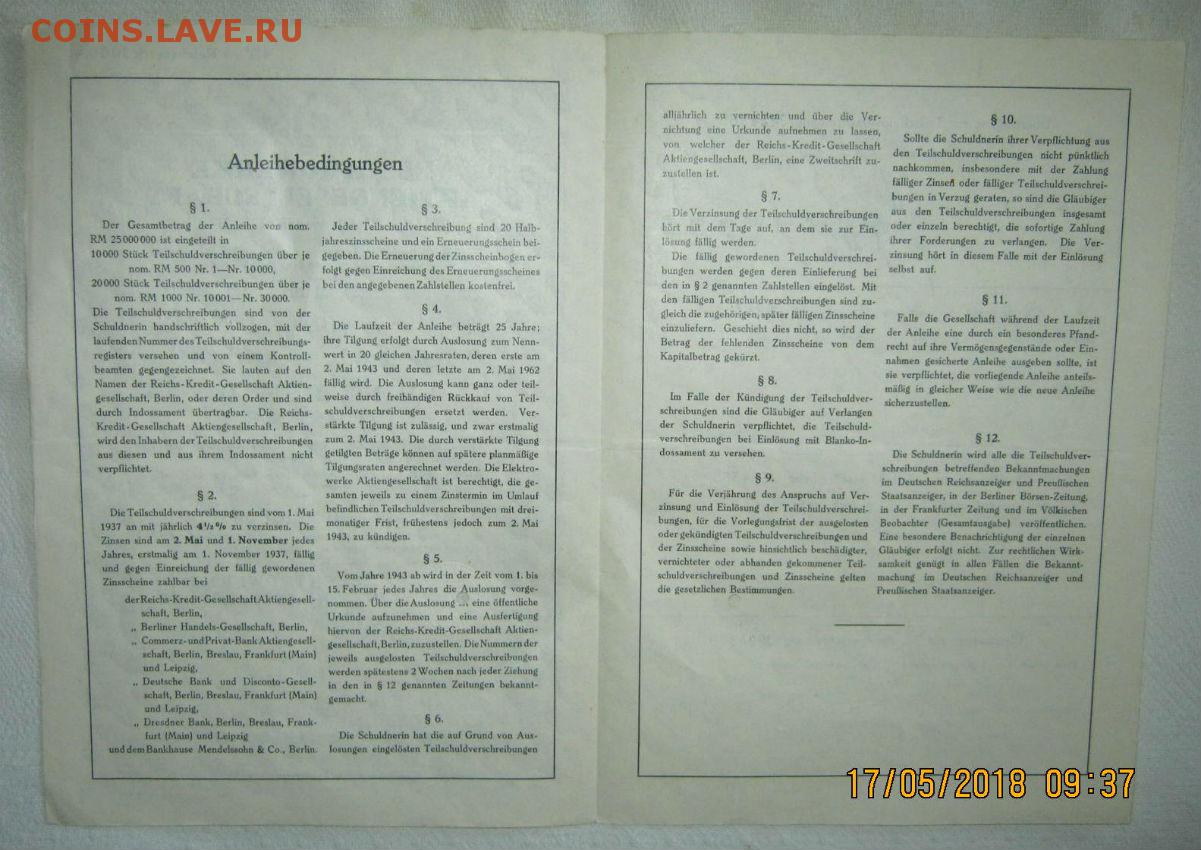 COINS.LAVE.RU
Anleihebedingungen
§ 1.
Der Gesamtbetrag der Anleihe von nom.
RM 25 000 000 ist eingeteilt in
10 000 Stück Teilschuldverschreibungen über je
nom. RM 500 Nr. 1—Nr. 10 000,
20 000 Stück Teilschuldverschreibungen über je
nom. RM 1000 Nr. 10 001—Nr. 30 000.
Die Teilschuldverschreibungen sind von der
Schuldnerin handschriftlich vollzogen, mit der
laufenden Nummer des Teilschuldverschreibungs-
registers versehen und von einem Kontroll-
beamten gegengezeichnet. Sie lauten auf den
Namen der Reichs-Kredit-Gesellschaft Aktien-
gesellschaft, Berlin, oder deren Order und sind
durch Indossament übertragbar. Die Reichs-
Kredit-Gesellschaft Aktiengesellschaft, Berlin,
wird den Inhabern der Teilschuldverschreibungen
aus diesen und aus ihrem Indossament nicht
verpflichtet.
§ 2.
Die Teilschuldverschreibungen sind vom 1. Mai
1937 an mit jährlich 4½% zu verzinsen. Die
Zinsen sind am 2. Mai und 1. November jedes
Jahres, erstmalig am 1. November 1937, fällig
und gegen Einreichung der fällig gewordenen
Zinsscheine zahlbar bei
der Reichs-Kredit-Gesellschaft Aktiengesell-
schaft, Berlin,
„ Berliner Handels-Gesellschaft, Berlin,
„ Commerz- und Privat-Bank Aktiengesell-
schaft, Berlin, Breslau, Frankfurt (Main)
und Leipzig,
„ Deutsche Bank und Disconto-Gesell-
schaft, Berlin, Breslau, Frankfurt (Main)
und Leipzig,
„ Dresdner Bank, Berlin, Breslau, Frank-
furt (Main) und Leipzig
und dem Bankhause Mendelssohn & Co., Berlin.
§ 3.
Jeder Teilschuldverschreibung sind 20 Halb-
jahreszinsscheine und ein Erneuerungsschein bei-
gegeben. Die Erneuerung der Zinsscheinbogen er-
folgt gegen Einreichung des Erneuerungsscheines
bei den angegebenen Zahlstellen kostenfrei.
§ 4.
Die Laufzeit der Anleihe beträgt 25 Jahre;
ihre Tilgung erfolgt durch Auslosung zum Nenn-
wert in 20 gleichen Jahresraten, deren erste am
2. Mai 1943 und deren letzte am 2. Mai 1962
fällig wird. Die Auslosung kann ganz oder teil-
weise durch freihändigen Rückkauf von Teil-
schuldverschreibungen ersetzt werden. Ver-
stärkte Tilgung ist zulässig, und zwar erstmalig
zum 2. Mai 1943. Die durch verstärkte Tilgung
getilgten Beträge können auf spätere planmäßige
Tilgungsraten angerechnet werden. Die Elektro-
werke Aktiengesellschaft ist berechtigt, die ge-
samten jeweils zu einem Zinstermin im Umlauf
befindlichen Teilschuldverschreibungen mit drei-
monatiger Frist, frühestens jedoch zum 2. Mai
1943, zu kündigen.
§ 5.
Vom Jahre 1943 ab wird in der Zeit vom 1. bis
15. Februar jedes Jahres die Auslosung vorge-
nommen. Über die Auslosung eine öffentliche
Urkunde aufzunehmen und eine Ausfertigung
hiervon der Reichs-Kredit-Gesellschaft Aktien-
gesellschaft, Berlin, zuzustellen. Die Nummern der
jeweils ausgelosten Teilschuldverschreibungen
werden spätestens 2 Wochen nach jeder Ziehung
in den in § 12 genannten Zeitungen bekannt-
gemacht.
§ 6.
Die Schuldnerin hat die auf Grund von Aus-
losungen eingelösten Teilschuldverschreibungen
alljährlich zu vernichten und über die Ver-
nichtung eine Urkunde aufnehmen zu lassen,
von welcher der Reichs-Kredit-Gesellschaft
Aktiengesellschaft, Berlin, eine Zweitschrift zu-
zustellen ist.
§ 7.
Die Verzinsung der Teilschuldverschreibungen
hört mit dem Tage auf, an dem sie zur Ein-
lösung fällig werden.
Die fällig gewordenen Teilschuldverschrei-
bungen werden gegen deren Einlieferung bei
den in § 2 genannten Zahlstellen eingelöst. Mit
den fälligen Teilschuldverschreibungen sind zu-
gleich die zugehörigen, später fälligen Zinsscheine
einzuliefern. Geschieht dies nicht, so wird der
Betrag der fehlenden Zinsscheine von dem
Kapitalbetrag gekürzt.
§ 8.
Im Falle der Kündigung der Teilschuldver-
schreibungen sind die Gläubiger auf Verlangen
der Schuldnerin verpflichtet, die Teilschuld-
verschreibungen bei Einlösung mit Blanko-In-
dossament zu versehen.
§ 9.
Für die Verjährung des Anspruchs auf Ver-
zinsung und Einlösung der Teilschuldverschrei-
bungen, für die Vorlegungsfrist der ausgelosten
oder gekündigten Teilschuldverschreibungen und
der Zinsscheine sowie hinsichtlich beschädigter,
vernichteter oder abhanden gekommener Teil-
schuldverschreibungen und Zinsscheine gelten
die gesetzlichen Bestimmungen.
§ 10.
Sollte die Schuldnerin ihrer Verpflichtung aus
den Teilschuldverschreibungen nicht pünktlich
nachkommen, insbesondere mit der Zahlung
fälliger Zinsen oder fälliger Teilschuldverschrei-
bungen in Verzug geraten, so sind die Gläubiger
aus den Teilschuldverschreibungen insgesamt
oder einzeln berechtigt, die sofortige Zahlung
ihrer Forderungen zu verlangen. Die Ver-
zinsung hört in diesem Falle mit der Einlösung
selbst auf.
§ 11.
Falls die Gesellschaft während der Laufzeit
der Anleihe eine durch ein besonderes Pfand-
recht auf ihre Vermögensgegenstände oder Ein-
nahmen gesicherte Anleihe ausgeben sollte, ist
sie verpflichtet, die vorliegende Anleihe anteils-
mäßig in gleicher Weise wie die neue Anleihe
sicherzustellen.
§ 12.
Die Schuldnerin wird alle die Teilschuldver-
schreibungen betreffenden Bekanntmachungen
im Deutschen Reichsanzeiger und Preußischen
Staatsanzeiger, in der Berliner Börsen-Zeitung,
in der Frankfurter Zeitung und im Völkischen
Beobachter (Gesamtausgabe) veröffentlichen.
Eine besondere Benachrichtigung der einzelnen
Gläubiger erfolgt nicht. Zur rechtlichen Wirk-
samkeit genügt in allen Fällen die Bekannt-
machung im Deutschen Reichsanzeiger und
Preußischen Staatsanzeiger.
17/05/2018 09:37